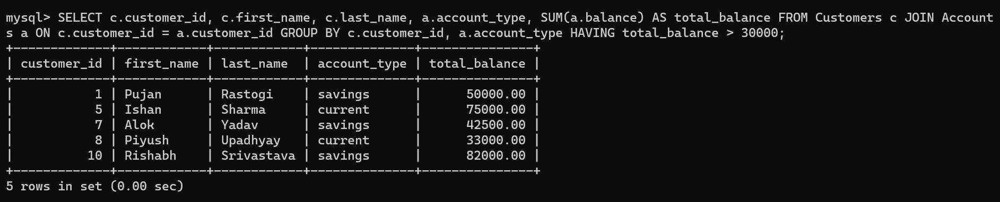 mysql> SELECT c.customer_id, c.first_name, c.last_name, a.account_type, SUM(a.balance) AS total_balance FROM Customers c JOIN Account
s a ON c.customer_id = a.customer_id GROUP BY c.customer_id, a.account_type HAVING total_balance > 30000;
+-------------+------------+------------+--------------+---------------+
| customer_id | first_name | last_name  | account_type | total_balance |
+-------------+------------+------------+--------------+---------------+
|           1 | Pujan      | Rastogi    | savings      |      50000.00 |
|           5 | Ishan      | Sharma     | current      |      75000.00 |
|           7 | Alok       | Yadav      | savings      |      42500.00 |
|           8 | Piyush     | Upadhyay   | current      |      33000.00 |
|          10 | Rishabh    | Srivastava | savings      |      82000.00 |
+-------------+------------+------------+--------------+---------------+
5 rows in set (0.00 sec)